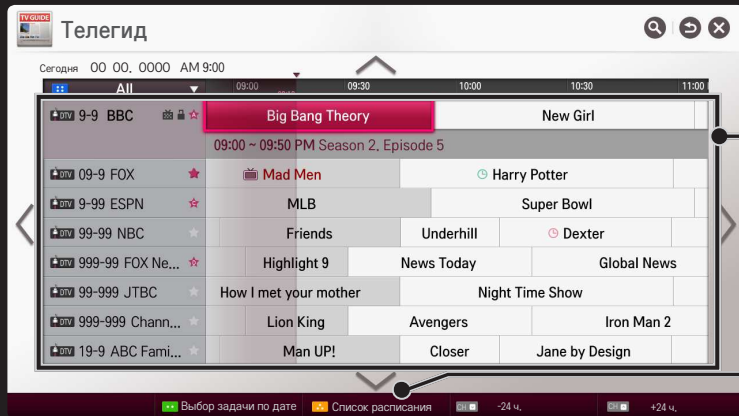 TV GUIDE
Телегид
Сегодня 00 00, 0000 AM 9:00
All 09:00 09:30 10:00 10:30 11:00
DTV 9-9 BBC Big Bang Theory New Girl
09:00 ~ 09:50 PM Season 2, Episode 5
DTV 09-9 FOX Mad Men Harry Potter
DTV 9-99 ESPN MLB Super Bowl
DTV 99-99 NBC Friends Underhill Dexter
DTV 999-99 FOX Ne... Highlight 9 News Today Global News
DTV 99-999 JTBC How I met your mother Night Time Show
DTV 999-999 Chann... Lion King Avengers Iron Man 2
DTV 19-9 ABC Fami... Man UP! Closer Jane by Design
Выбор задачи по дате Список расписания CH -24 ч, CH +24 ч,